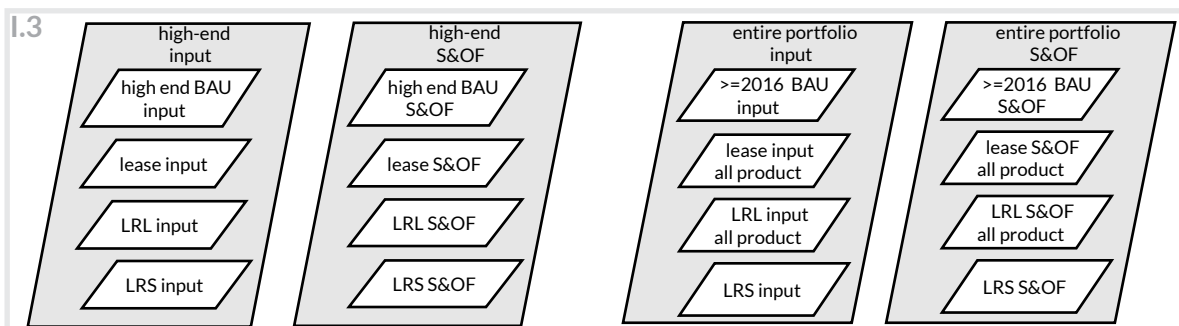 I.3
high-end
input
high end BAU
input
lease input
LRL input
LRS input
high-end
S&OF
high end BAU
S&OF
lease S&OF
LRL S&OF
LRS S&OF
entire portfolio
input
>=2016 BAU
input
lease input
all product
LRL input
all product
LRS input
entire portfolio
S&OF
>=2016 BAU
S&OF
lease S&OF
all product
LRL S&OF
all product
LRS S&OF